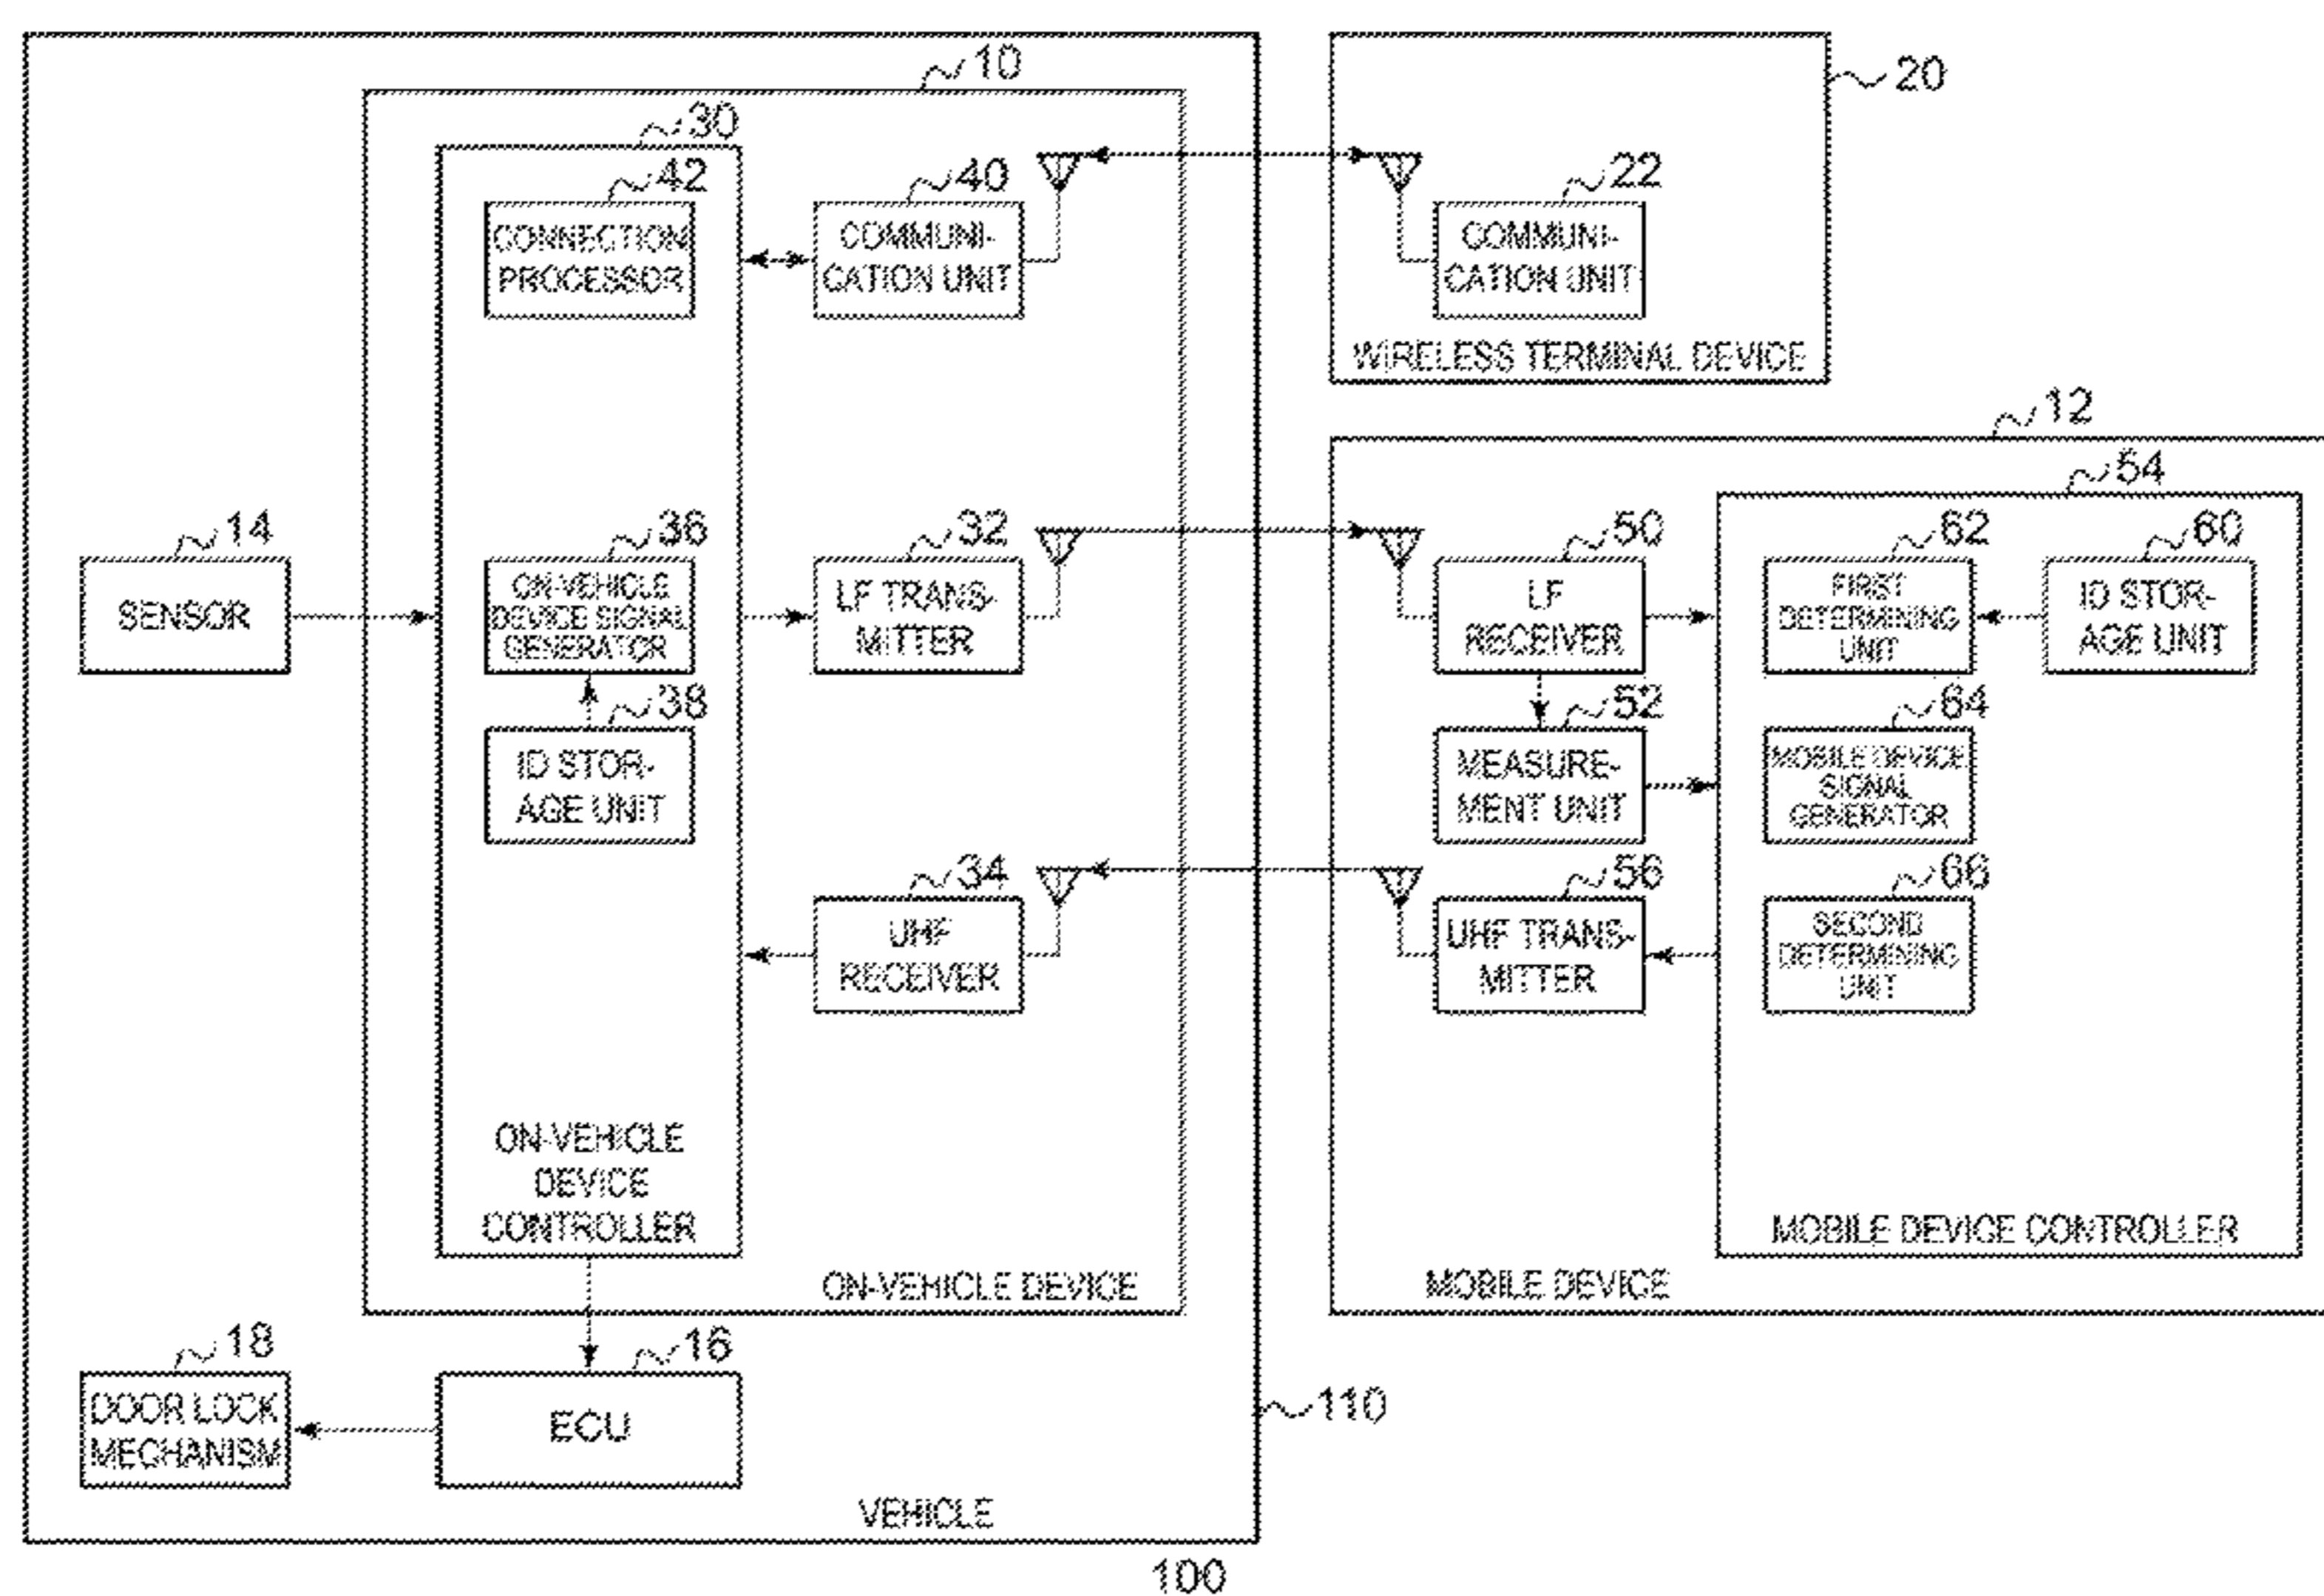 10
20
30
42
CONNECTION
PROCESSOR
40
COMMUNI-
CATION UNIT
22
COMMUNI-
CATION UNIT
WIRELESS TERMINAL DEVICE
12
54
14
SENSOR
36
ON-VEHICLE
DEVICE SIGNAL
GENERATOR
32
LF TRANS-
MITTER
50
LF
RECEIVER
62
FIRST
DETERMINING
UNIT
60
ID STOR-
AGE UNIT
38
ID STOR-
AGE UNIT
52
MEASURE-
MENT UNIT
64
MOBILE DEVICE
SIGNAL
GENERATOR
34
UHF
RECEIVER
56
UHF TRANS-
MITTER
66
SECOND
DETERMINING
UNIT
ON-VEHICLE
DEVICE
CONTROLLER
ON-VEHICLE DEVICE
MOBILE DEVICE CONTROLLER
MOBILE DEVICE
18
DOOR LOCK
MECHANISM
16
ECU
110
VEHICLE
100